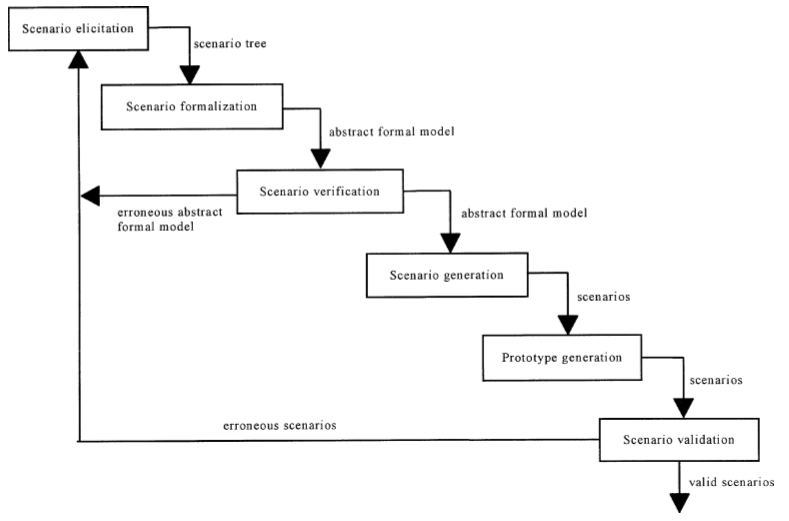 Scenario elicitation
scenario tree
Scenario formalization
abstract formal model
Scenario verification
erroneous abstract
formal model
abstract formal model
Scenario generation
scenarios
Prototype generation
scenarios
erroneous scenarios
Scenario validation
valid scenarios